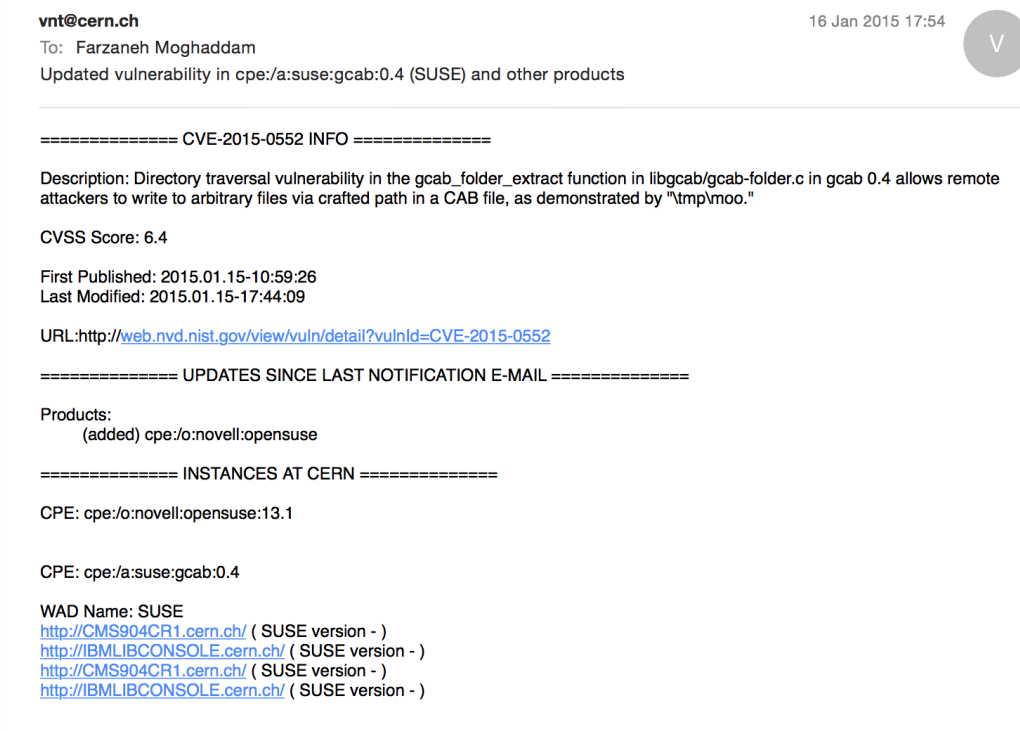 vnt@cern.ch
16 Jan 2015 17:54
V
To: Farzaneh Moghaddam
Updated vulnerability in cpe:/a:suse:gcab:0.4 (SUSE) and other products
============== CVE-2015-0552 INFO ==============
Description: Directory traversal vulnerability in the gcab_folder_extract function in libgcab/gcab-folder.c in gcab 0.4 allows remote
attackers to write to arbitrary files via crafted path in a CAB file, as demonstrated by "\tmp\moo."
CVSS Score: 6.4
First Published: 2015.01.15-10:59:26
Last Modified: 2015.01.15-17:44:09
URL:http://web.nvd.nist.gov/view/vuln/detail?vulnId=CVE-2015-0552
============== UPDATES SINCE LAST NOTIFICATION E-MAIL ==============
Products:
(added) cpe:/o:novell:opensuse
============== INSTANCES AT CERN ==============
CPE: cpe:/o:novell:opensuse:13.1
CPE: cpe:/a:suse:gcab:0.4
WAD Name: SUSE
http://CMS904CR1.cern.ch/ ( SUSE version - )
http://IBMLIBCONSOLE.cern.ch/ ( SUSE version - )
http://CMS904CR1.cern.ch/ ( SUSE version - )
http://IBMLIBCONSOLE.cern.ch/ ( SUSE version - )